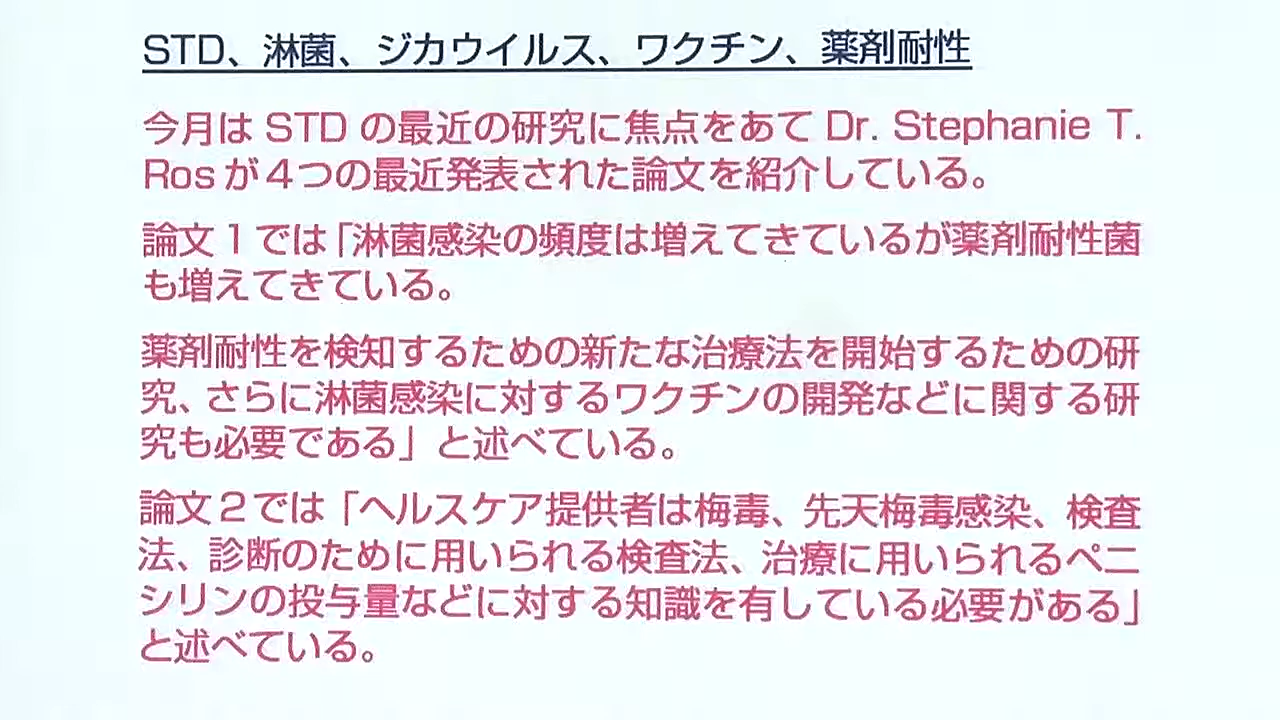 STD、淋菌、ジカウイルス、ワクチン、薬剤耐性
今月は STD の最近の研究に焦点をあて Dr. Stephanie T.
Ros が４つの最近発表された論文を紹介している。
論文１では「淋菌感染の頻度は増えてきているが薬剤耐性菌
も増えてきている。
薬剤耐性を検知するための新たな治療法を開始するための研
究、さらに淋菌感染に対するワクチンの開発などに関する研
究も必要である」と述べている。
論文２では「ヘルスケア提供者は梅毒、先天梅毒感染、検査
法、診断のために用いられる検査法、治療に用いられるペニ
シリンの投与量などに対する知識を有している必要がある」
と述べている。